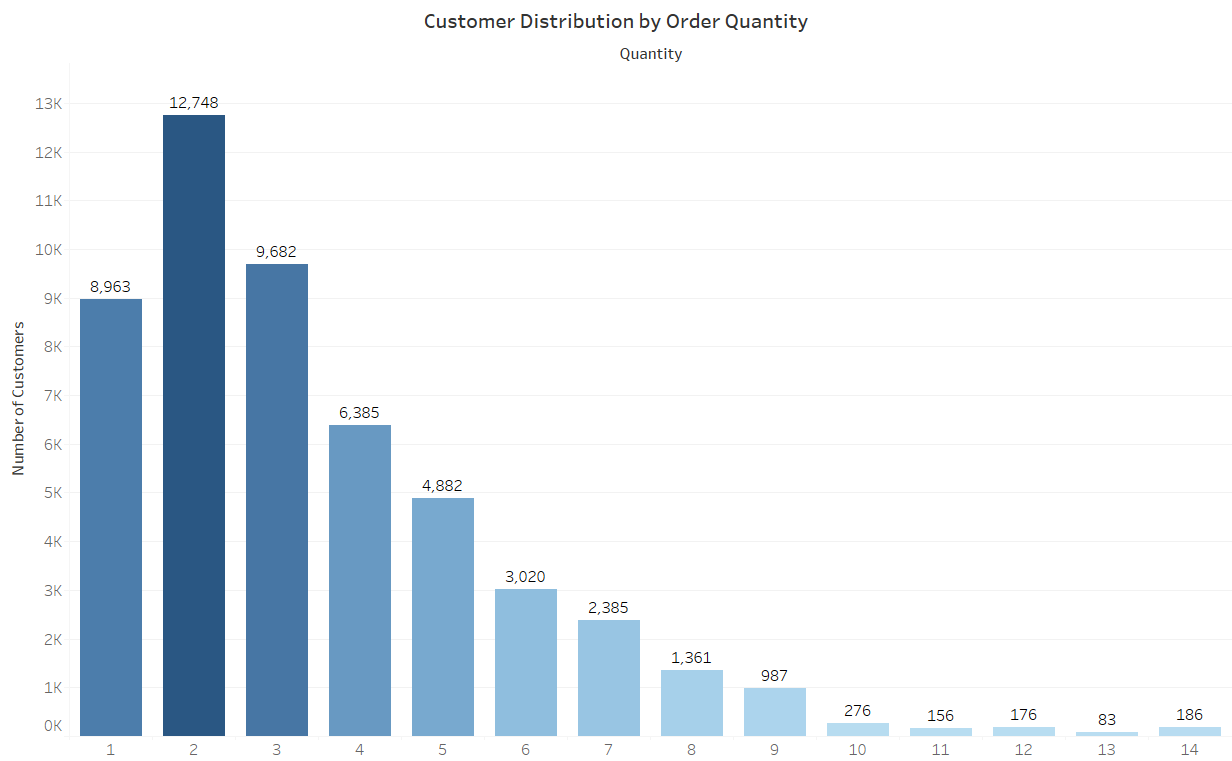 Customer Distribution by Order Quantity
Quantity
Number of Customers
13K
12K
11K
10K
9K
8K
7K
6K
5K
4K
3K
2K
1K
0K
8,963
12,748
9,682
6,385
4,882
3,020
2,385
1,361
987
276
156
176
83
186
1 2 3 4 5 6 7 8 9 10 11 12 13 14